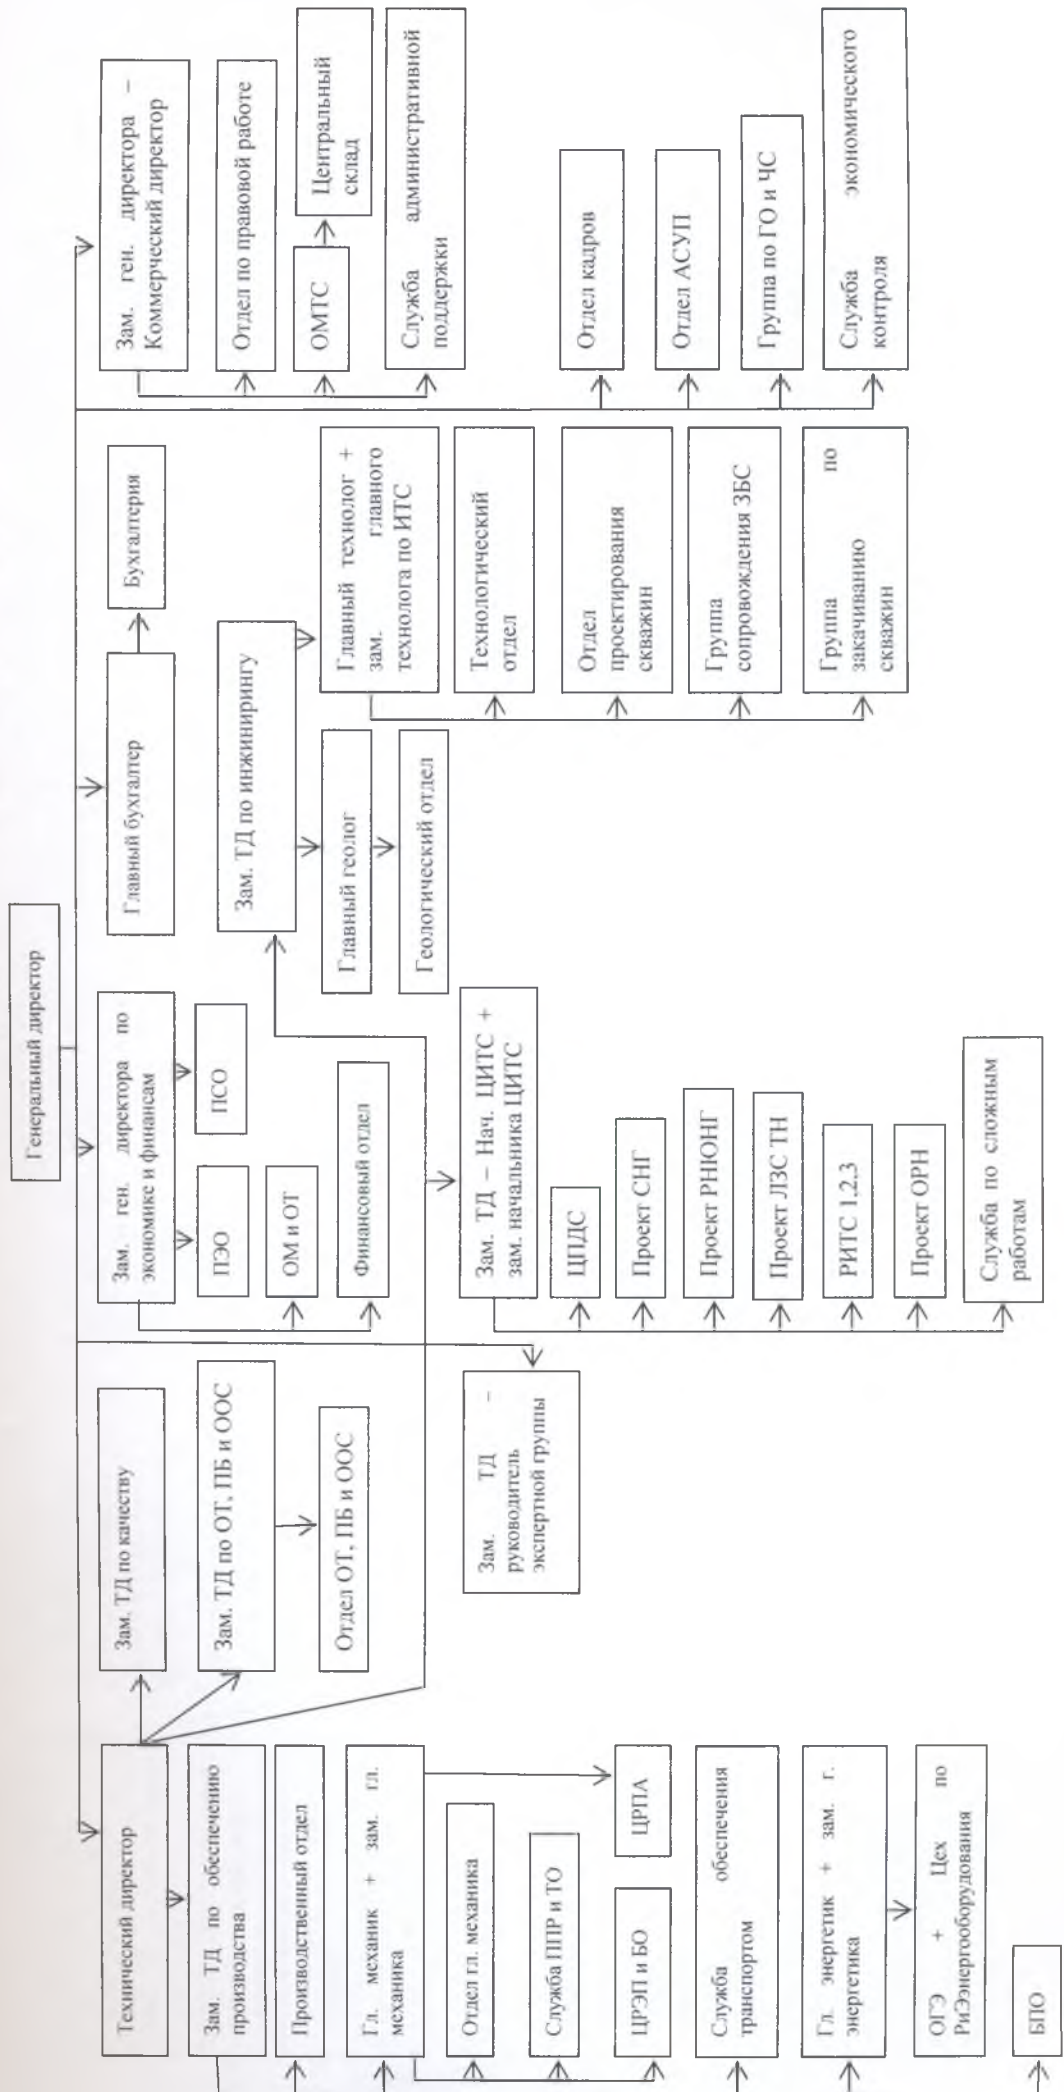 Генеральный директор
Технический директор
Зам. ТД по обеспечению
производства
Производственный отдел
Гл. механик + зам. гл.
механика
Отдел гл. механика
Служба ППР и ТО
ЦРЭП и БО
ЦРПА
Служба обеспечения
транспортом
Гл. энергетик + зам. г.
энергетика
ОГЭ + Цех по
РиЭэнергооборудования
БПО
Зам. ТД по качеству
Зам. ТД по ОТ, ПБ и ООС
Отдел ОТ, ПБ и ООС
Зам. ТД –
руководитель
экспертной группы
Зам. ген. директора по
экономике и финансам
ПЭО
ПСО
ОМ и ОТ
Финансовый отдел
Зам. ТД – Нач. ЦИТС +
зам. начальника ЦИТС
ЦПДС
Проект СНГ
Проект РНЮНГ
Проект ЛЗС ТН
РИТС 1.2.3
Проект ОРН
Служба по сложным
работам
Главный бухгалтер
Бухгалтерия
Зам. ТД по инжинирингу
Главный геолог
Геологический отдел
Главный технолог +
зам. главного
технолога по ИТС
Технологический
отдел
Отдел
проектирования
скважин
Группа
сопровождения ЗБС
Группа по
закачиванию
скважин
Зам. ген. директора –
Коммерческий директор
Отдел по правовой работе
ОМТС
Центральный
склад
Служба административной
поддержки
Отдел кадров
Отдел АСУП
Группа по ГО и ЧС
Служба экономического
контроля